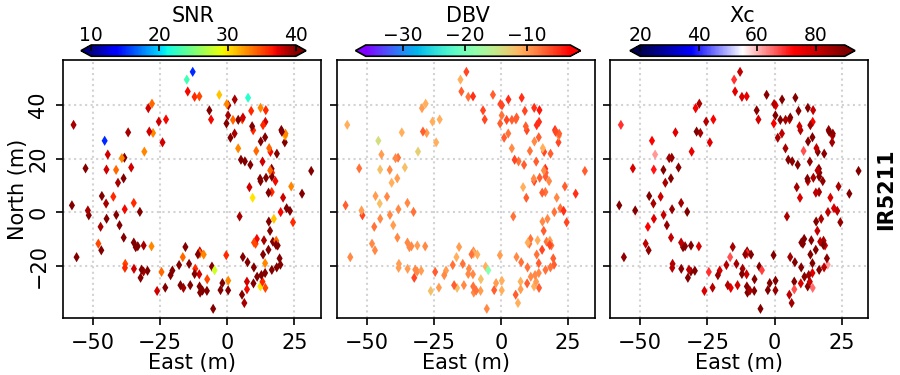 SNR DBV Xc
10 20 30 40 −30 −20 −10 20 40 60 80
North (m)
40
20
0
−20
−50 −25 0 25 −50 −25 0 25 −50 −25 0 25
East (m) East (m) East (m)
IR5211